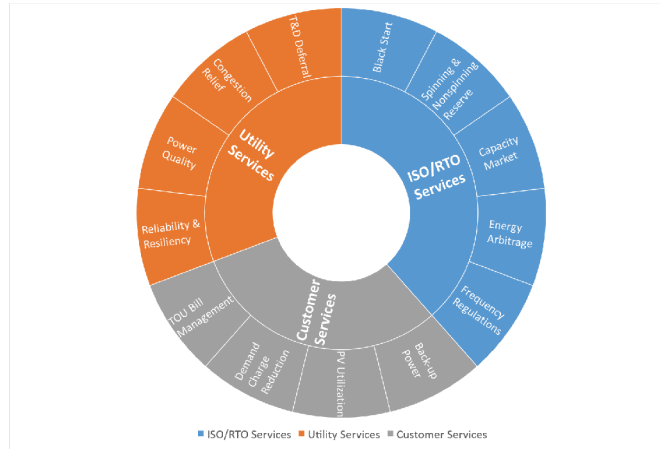 T&D Deferral
Black Start
Congestion
Relief
Spinning &
Nonspinning
Reserve
Power
Quality
Utility
Services
ISO/RTO
Services
Capacity
Market
Reliability &
Resiliency
Energy
Arbitrage
TOU Bill
Management
Customer
Services
Frequency
Regulations
Demand
Charge
Reduction
PV Utilization
Back-up
Power
ISO/RTO Services Utility Services Customer Services